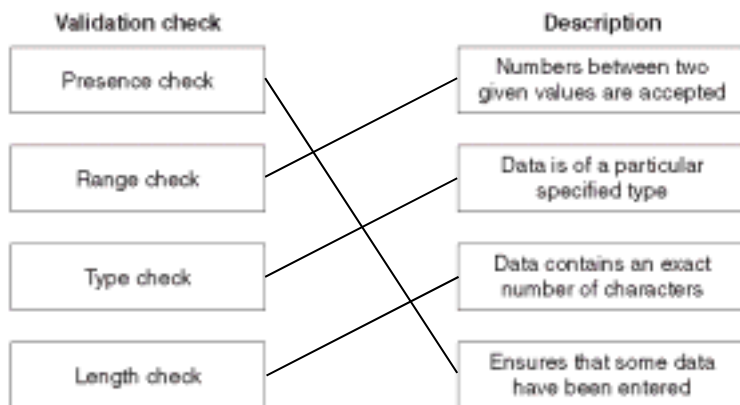 Validation check
Description
Presence check
Numbers between two
given values are accepted
Range check
Data is of a particular
specified type
Type check
Data contains an exact
number of characters
Length check
Ensures that some data
have been entered